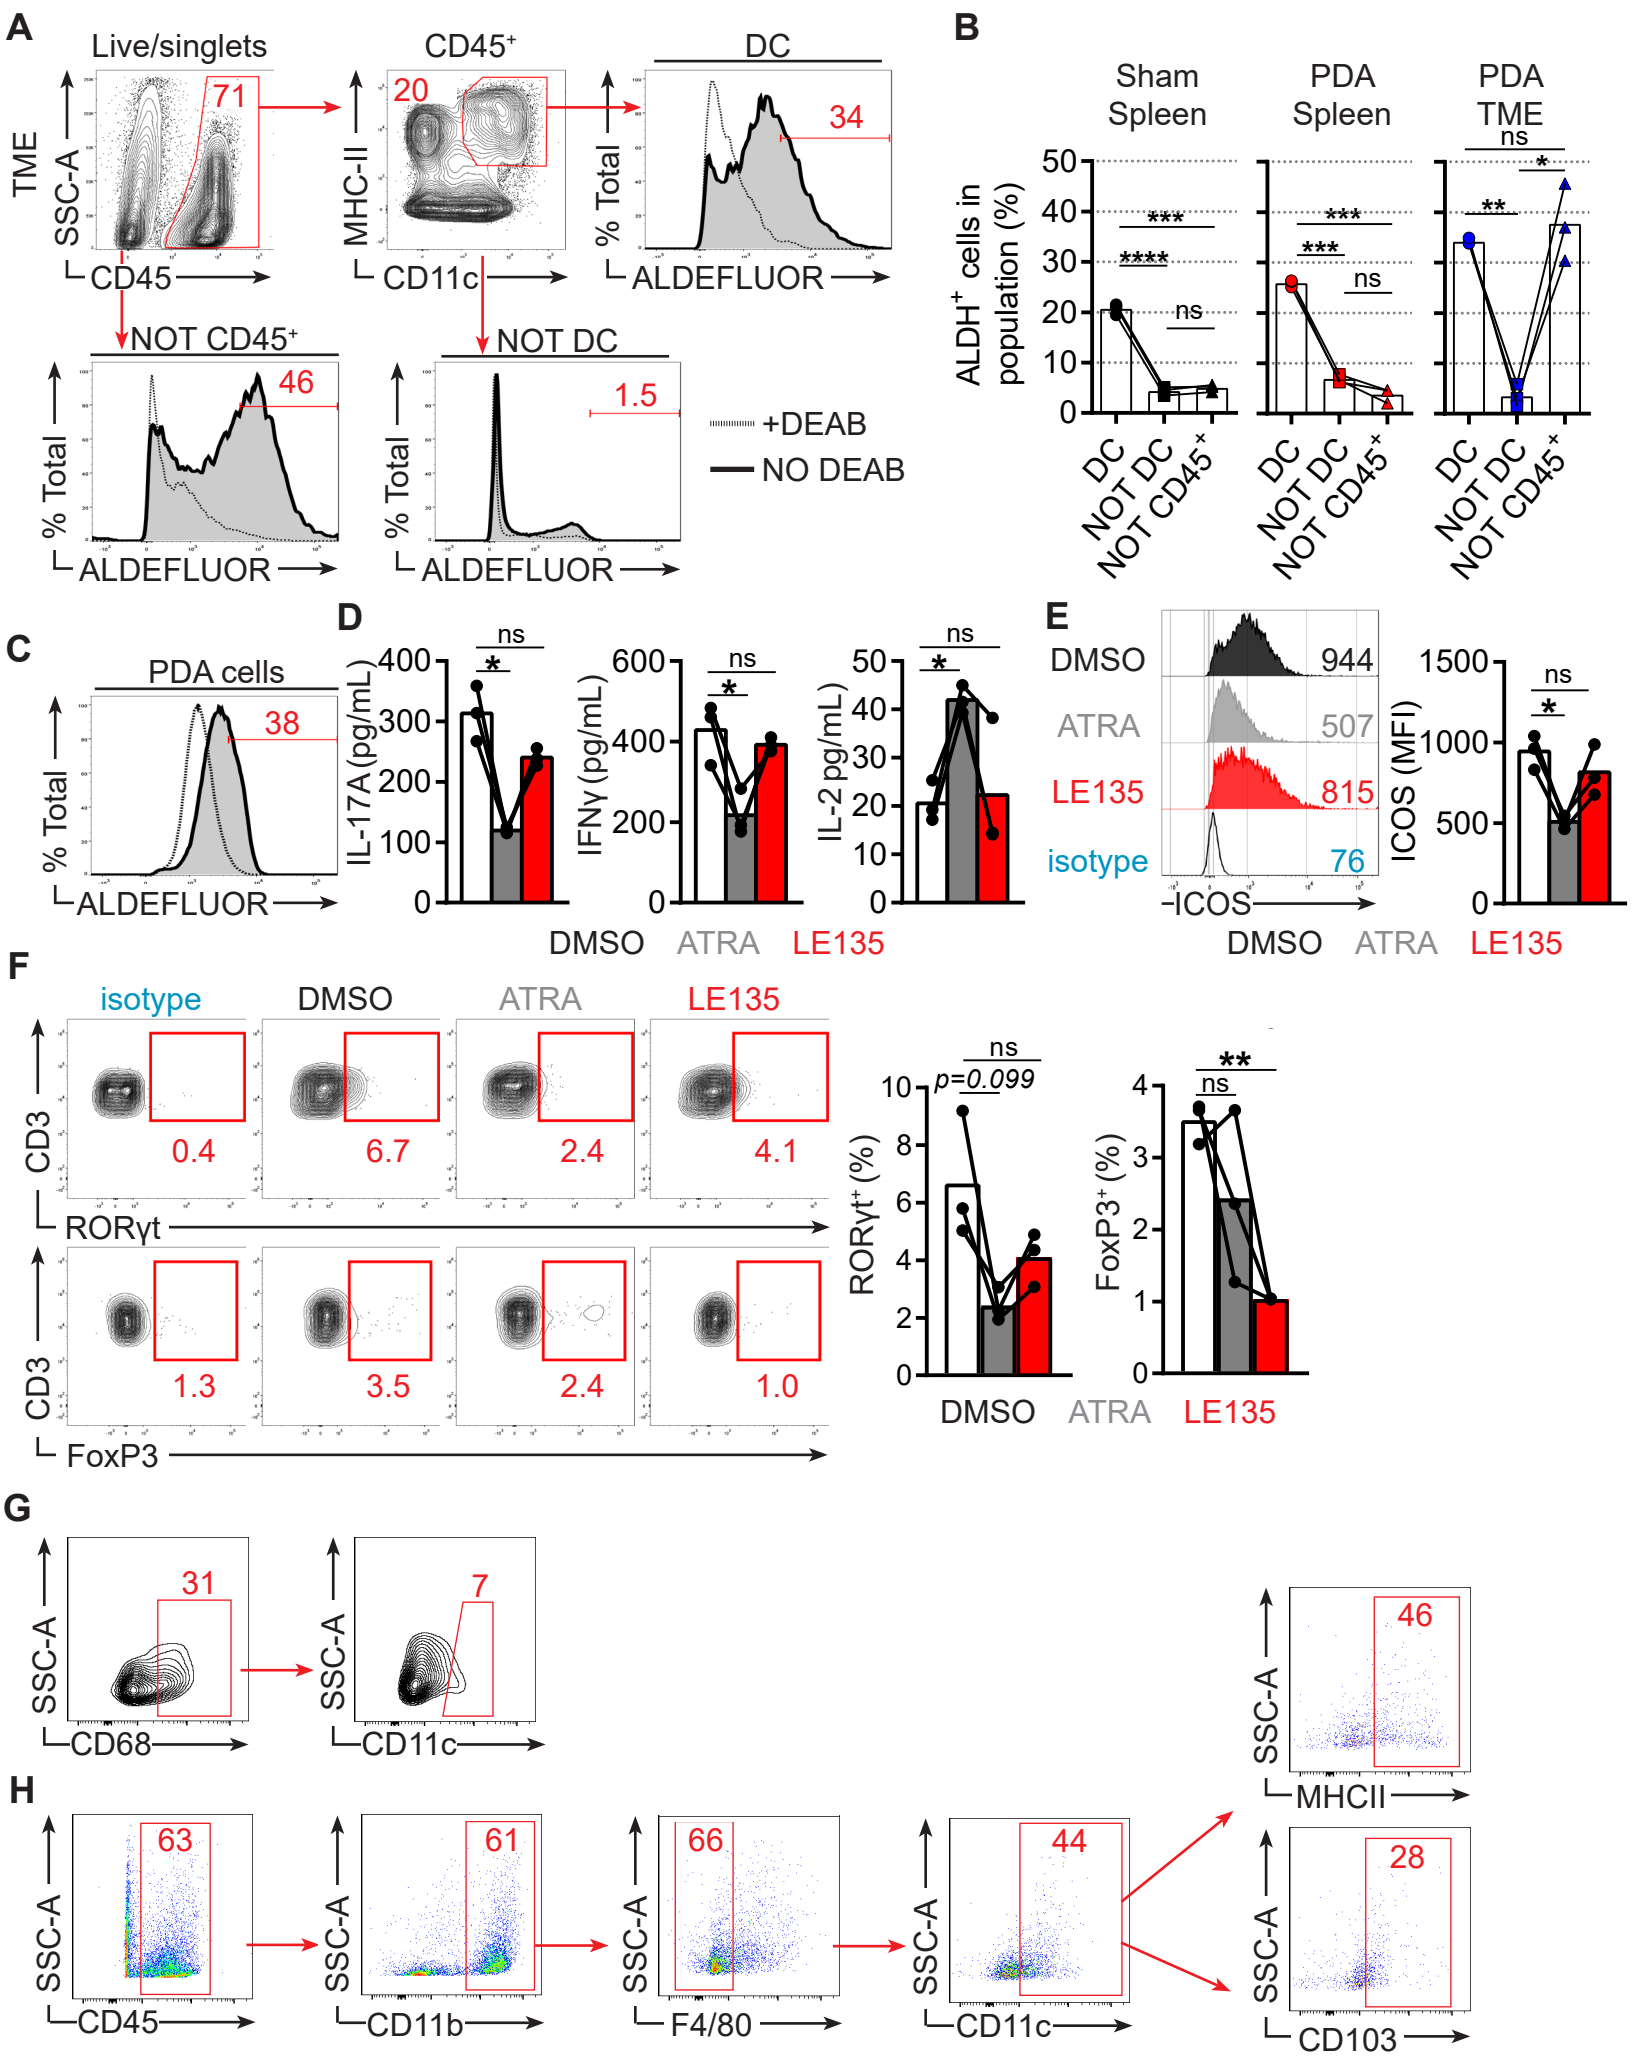 A
Live/singlets
CD45+
DC
TME
SSC-A
71
CD45
MHC-II
20
CD11c
% Total
34
ALDEFLUOR
NOT CD45+
% Total
46
ALDEFLUOR
NOT DC
% Total
1.5
ALDEFLUOR
+DEAB
NO DEAB
B
Sham
Spleen
PDA
Spleen
PDA
TME
ALDH+ cells in
population (%)
50
40
30
20
10
0
***
****
ns
***
***
ns
ns
*
**
DC
NOT DC
NOT CD45+
DC
NOT DC
NOT CD45+
DC
NOT DC
NOT CD45+
C
PDA cells
% Total
38
ALDEFLUOR
D
IL-17A (pg/mL)
400
300
200
100
0
ns
*
IFNγ (pg/mL)
600
400
200
0
ns
*
IL-2 pg/mL)
50
40
30
20
10
0
ns
*
DMSO ATRA LE135
E
DMSO 944
ATRA 507
LE135 815
isotype 76
ICOS
ICOS (MFI)
1500
1000
500
0
ns
*
DMSO ATRA LE135
F
isotype DMSO ATRA LE135
CD3
0.4 6.7 2.4 4.1
RORγt
CD3
1.3 3.5 2.4 1.0
FoxP3
RORγt+ (%)
10
8
6
4
2
0
ns
p=0.099
FoxP3+ (%)
4
3
2
1
0
**
ns
DMSO ATRA LE135
G
SSC-A
31
CD68
SSC-A
7
CD11c
H
SSC-A
63
CD45
SSC-A
61
CD11b
SSC-A
66
F4/80
SSC-A
44
CD11c
SSC-A
46
MHCII
SSC-A
28
CD103